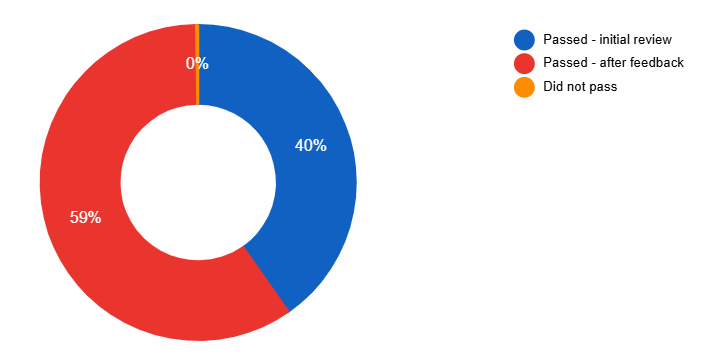 Passed - initial review
Passed - after feedback
Did not pass
0%
40%
59%